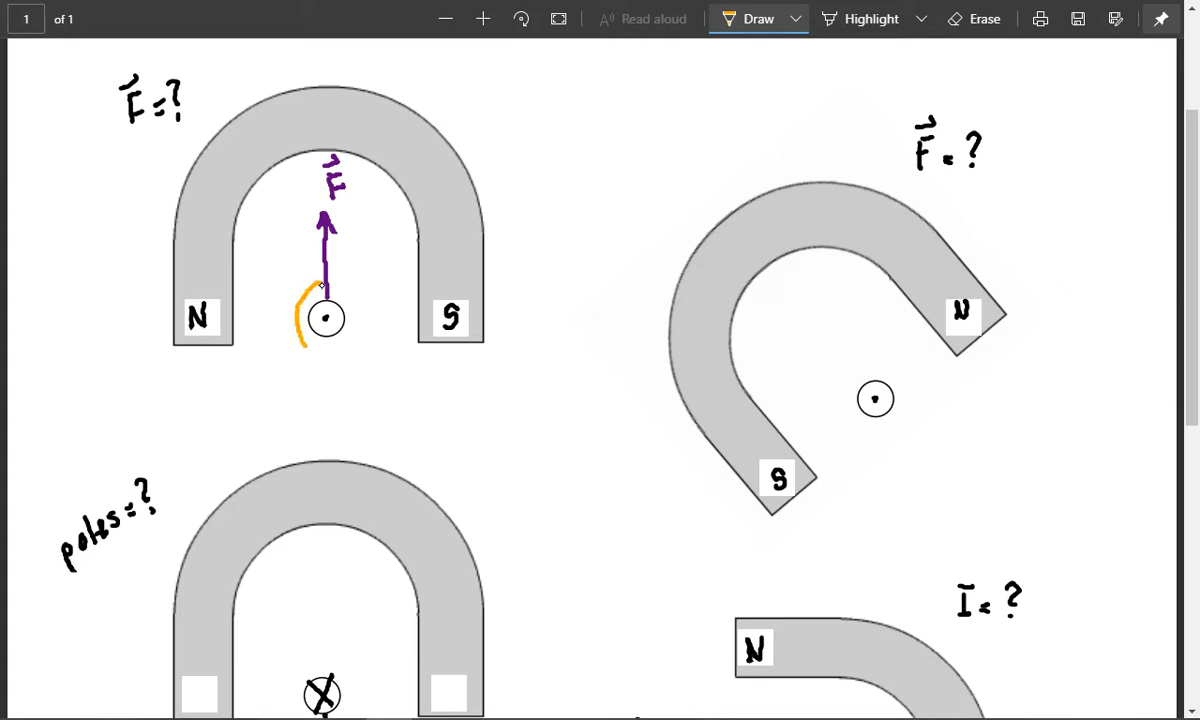 1 of 1 Read aloud Draw Highlight Erase
F⃗=?
F⃗
N S
F⃗ = ?
N
S
poles=?
I⃗ = ?
N